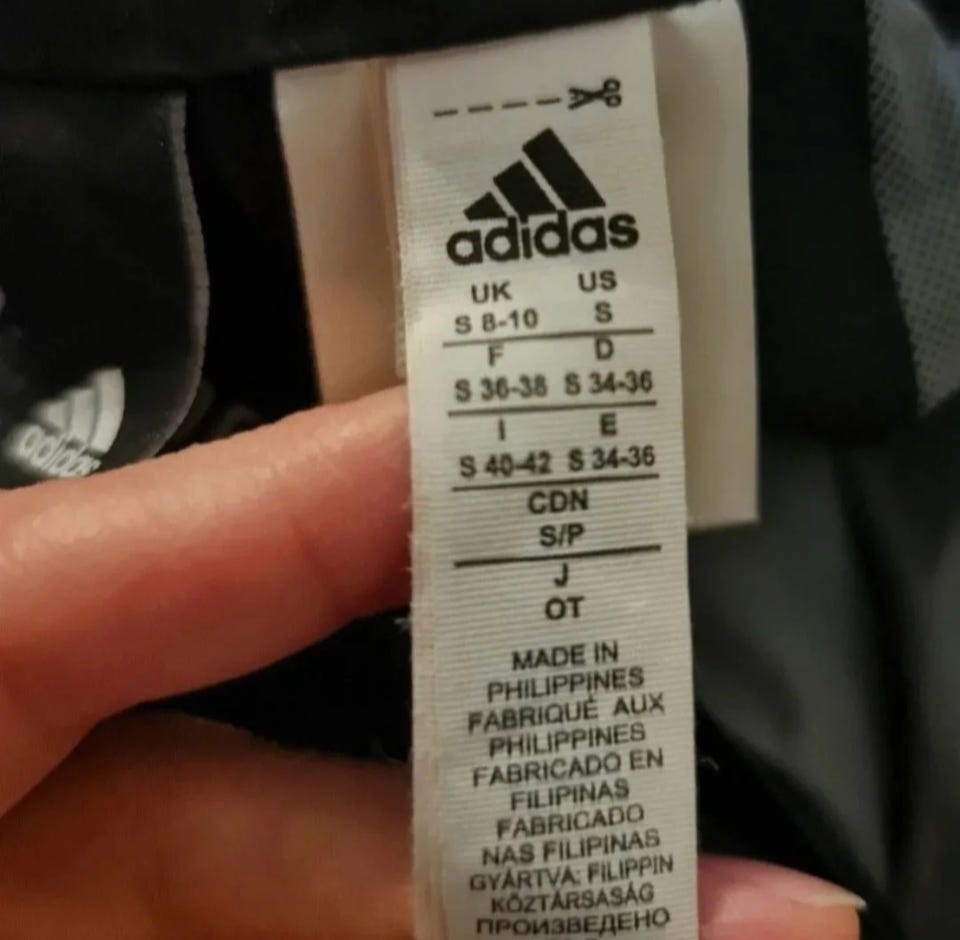 adidas
adidas
UK US
S 8-10 S
F D
S 36-38 S 34-36
I E
S 40-42 S 34-36
CDN
S/P
J
OT
MADE IN
PHILIPPINES
FABRIQUÉ AUX
PHILIPPINES
FABRICADO EN
FILIPINAS
FABRICADO
NAS FILIPINAS
GYÁRTVA: FILIPPIN
KÖZTÁRSASÁG
ПРОИЗВЕДЕНО